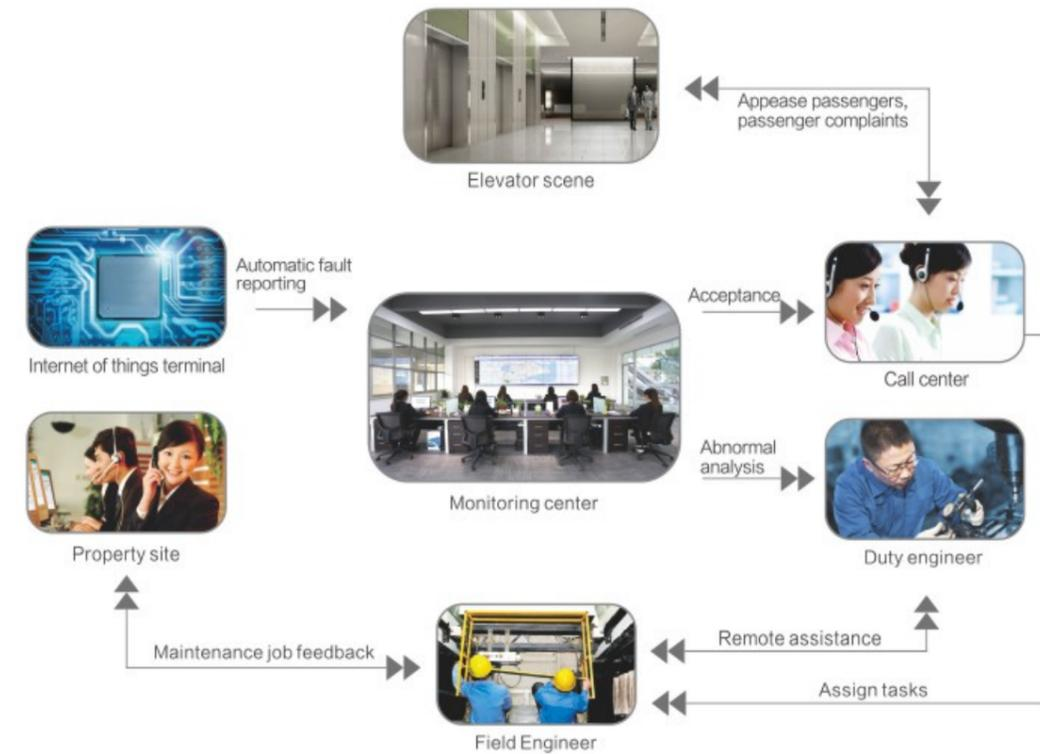 Appease passengers,
passenger complaints
Elevator scene
Automatic fault
reporting
Acceptance
Internet of things terminal
Call center
Abnormal
analysis
Monitoring center
Property site
Duty engineer
Maintenance job feedback
Remote assistance
Assign tasks
Field Engineer